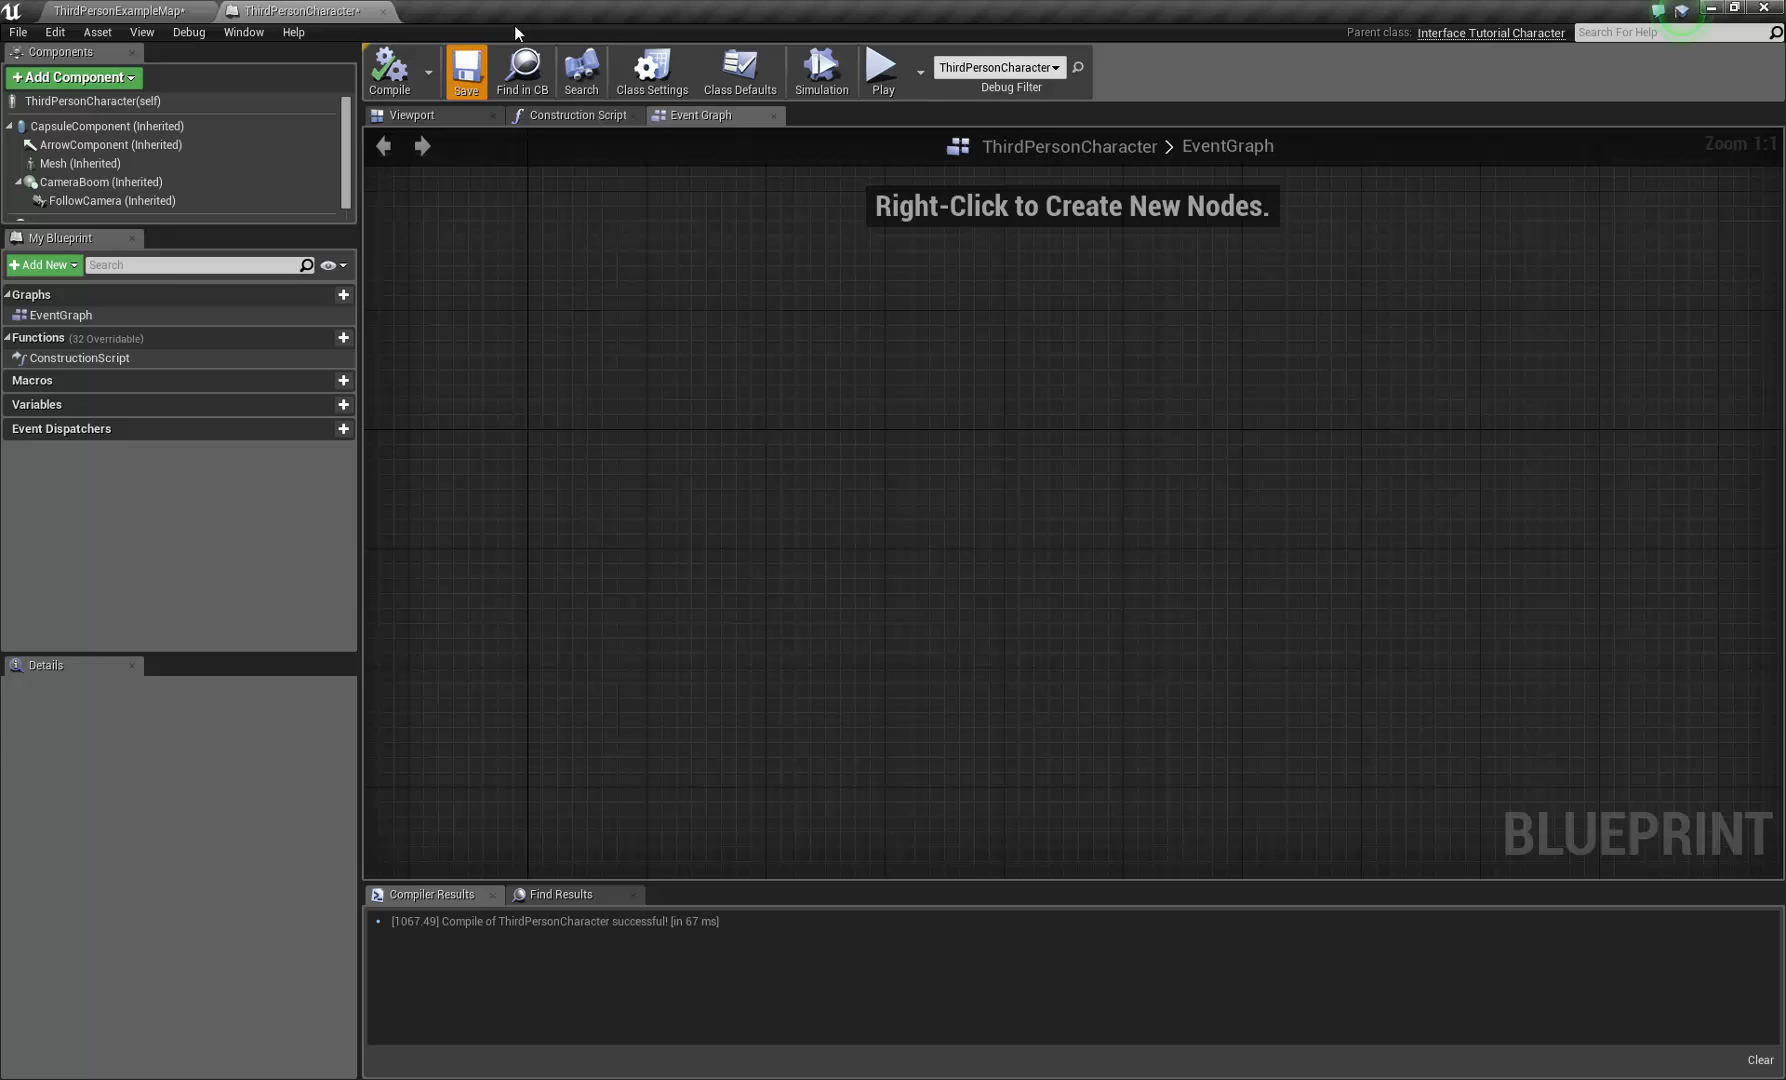 ThirdPersonExampleMap*
ThirdPersonCharacter*
File Edit Asset View Debug Window Help
Parent class: Interface Tutorial Character
Search For Help
Components
+ Add Component
ThirdPersonCharacter(self)
CapsuleComponent (Inherited)
ArrowComponent (Inherited)
Mesh (Inherited)
CameraBoom (Inherited)
FollowCamera (Inherited)
My Blueprint
+ Add New
Search
Graphs
EventGraph
Functions (32 Overridable)
ConstructionScript
Macros
Variables
Event Dispatchers
Details
Compile
Save
Find in CB
Search
Class Settings
Class Defaults
Simulation
Play
ThirdPersonCharacter
Debug Filter
Viewport
Construction Script
Event Graph
ThirdPersonCharacter > EventGraph
Zoom 1:1
Right-Click to Create New Nodes.
BLUEPRINT
Compiler Results
Find Results
[1067.49] Compile of ThirdPersonCharacter successful! [in 67 ms]
Clear